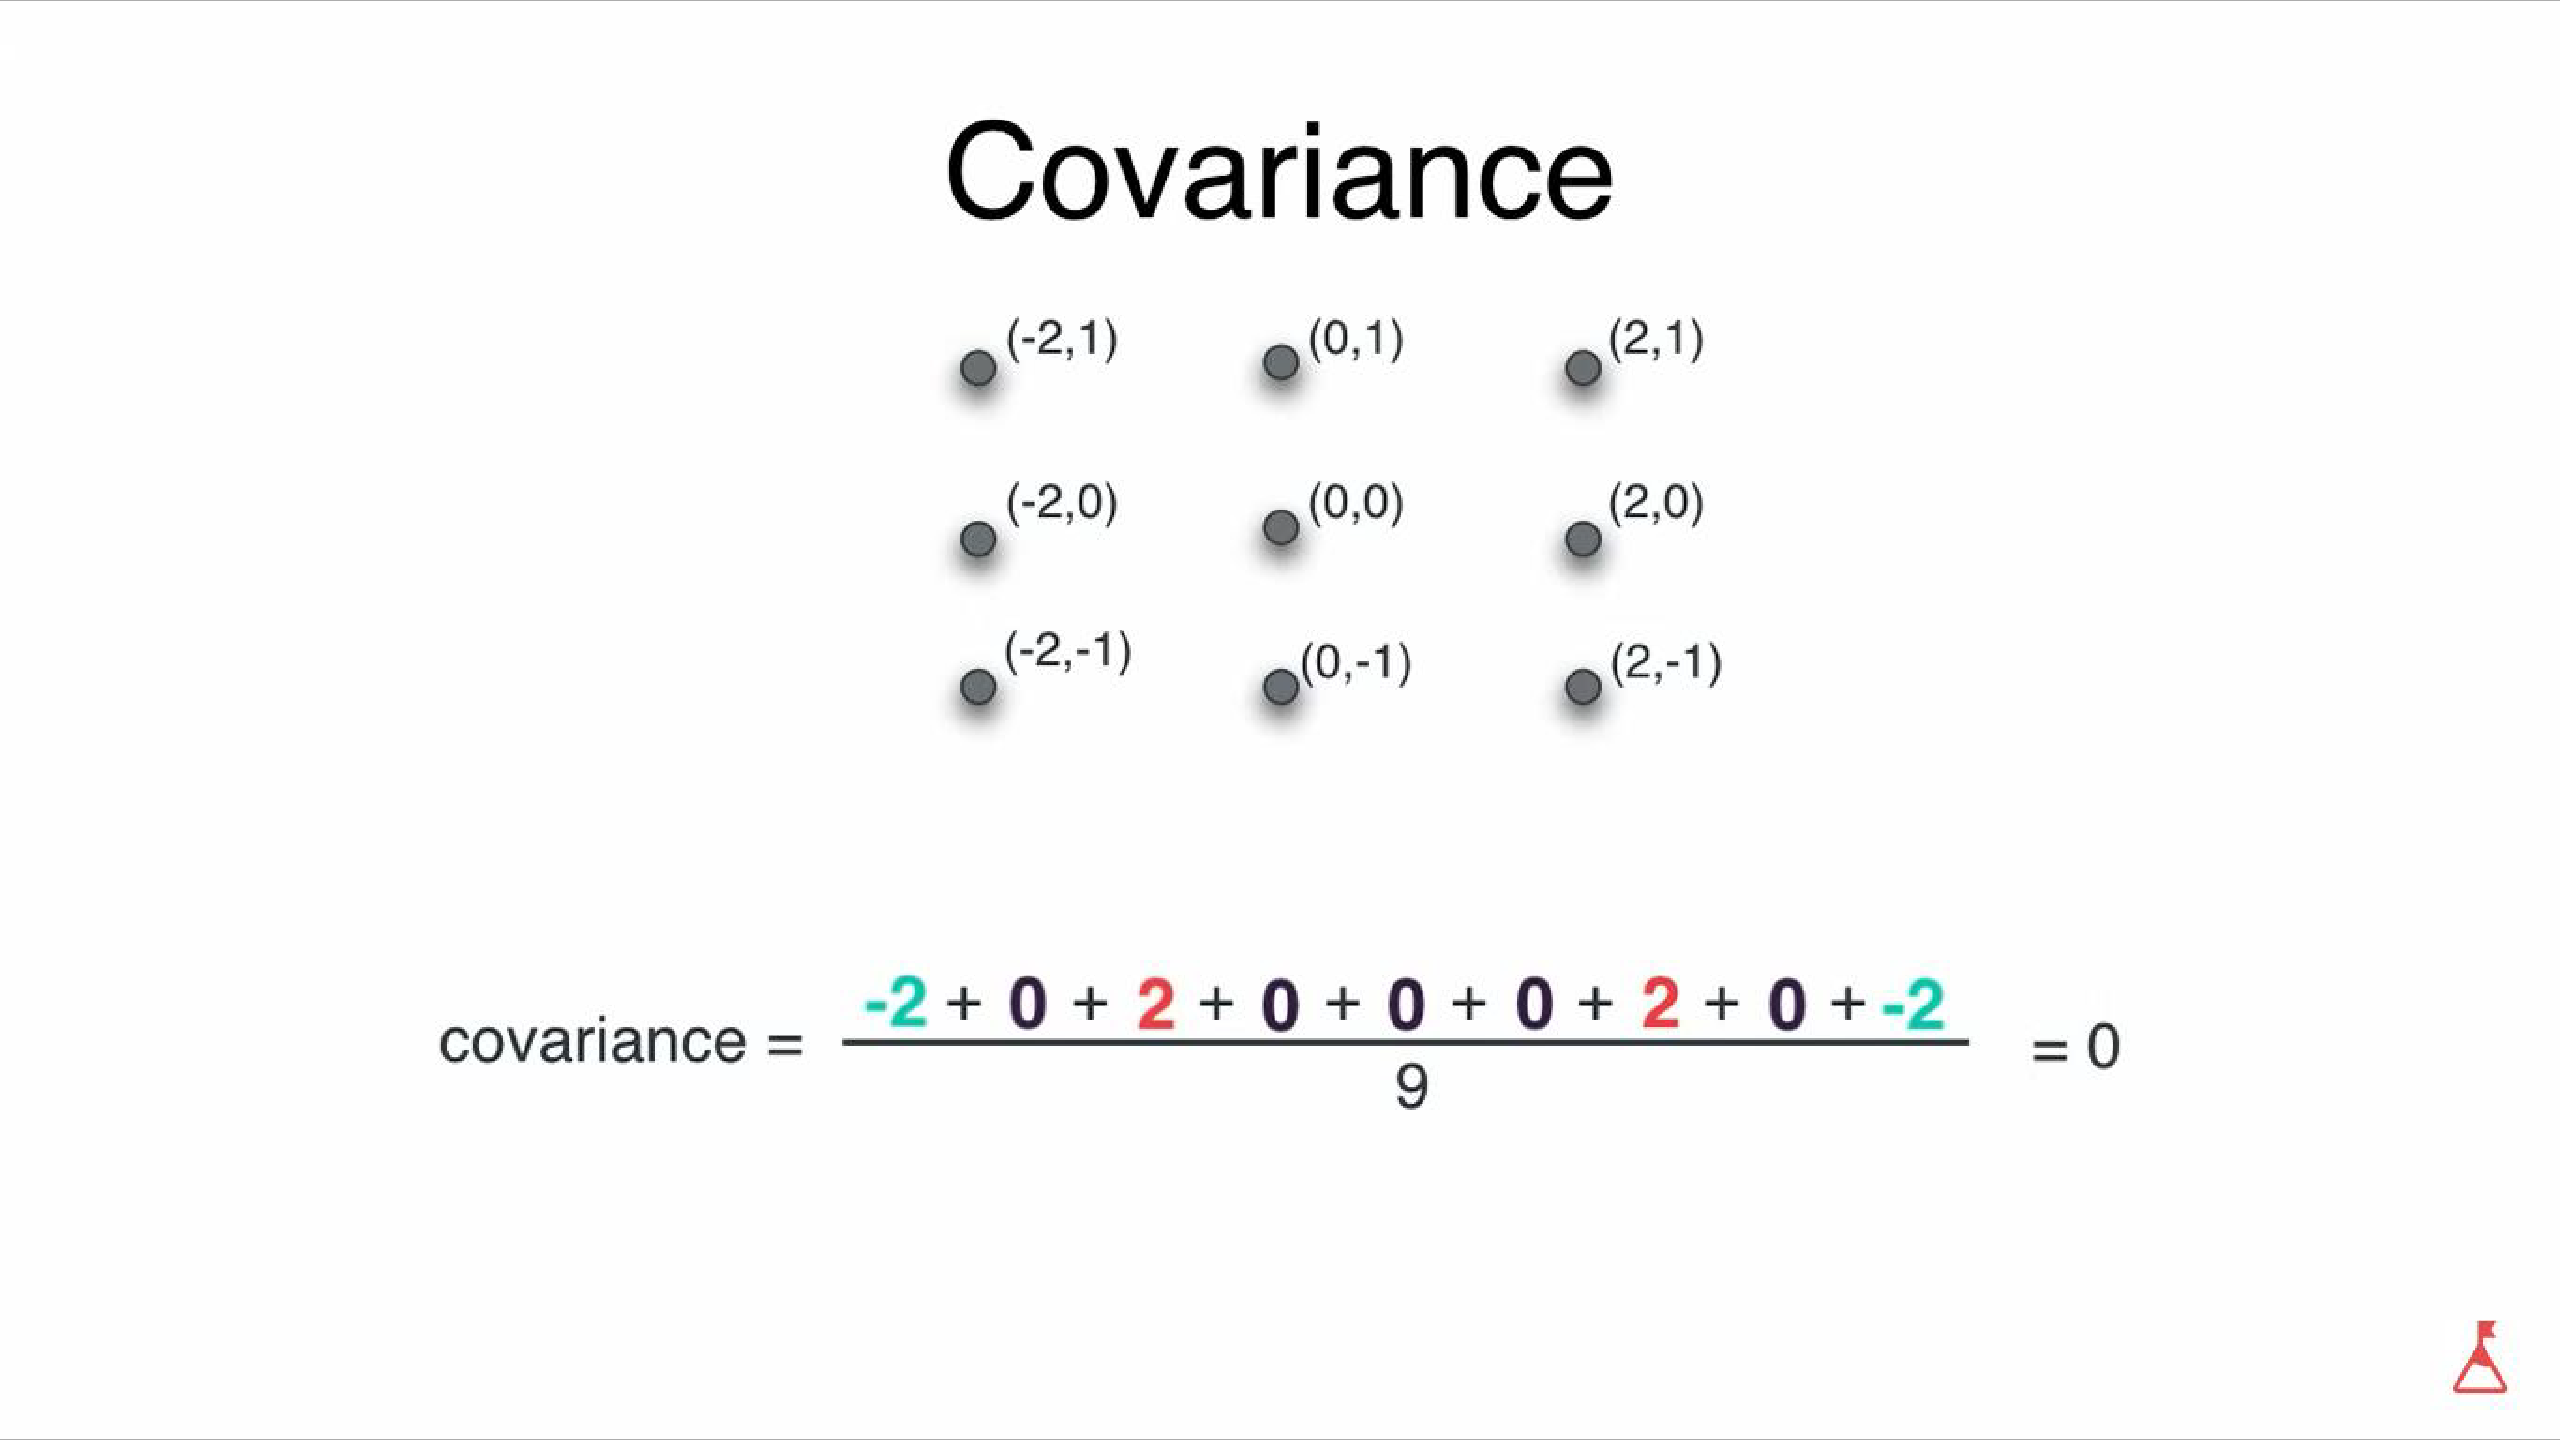 Covariance
(-2,1) (0,1) (2,1)
(-2,0) (0,0) (2,0)
(-2,-1) (0,-1) (2,-1)
-2 + 0 + 2 + 0 + 0 + 0 + 2 + 0 + -2
covariance = = 0
9